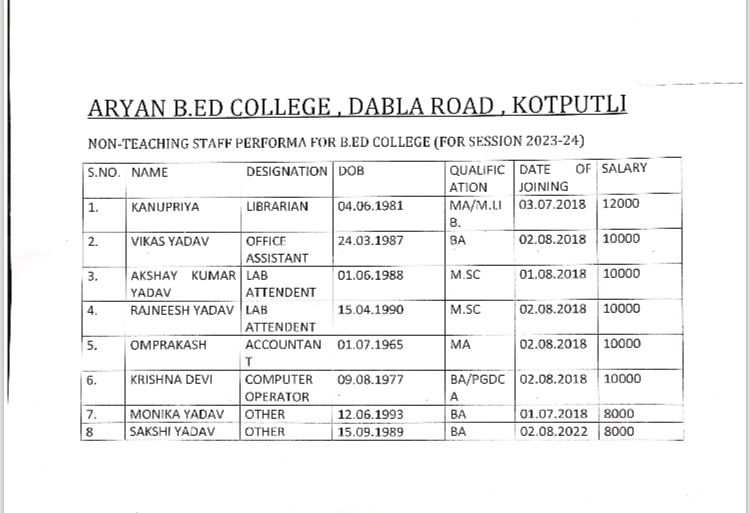 ARYAN B.ED COLLEGE , DABLA ROAD , KOTPUTLI
NON-TEACHING STAFF PERFORMA FOR B.ED COLLEGE (FOR SESSION 2023-24)
S.NO. NAME DESIGNATION DOB QUALIFIC DATE OF SALARY
ATION JOINING
1. KANUPRIYA LIBRARIAN 04.06.1981 MA/M.LI 03.07.2018 12000
B.
2. VIKAS YADAV OFFICE 24.03.1987 BA 02.08.2018 10000
ASSISTANT
3. AKSHAY KUMAR LAB 01.06.1988 M.SC 01.08.2018 10000
YADAV ATTENDENT
4. RAJNEESH YADAV LAB 15.04.1990 M.SC 02.08.2018 10000
ATTENDENT
5. OMPRAKASH ACCOUNTAN 01.07.1965 MA 02.08.2018 10000
T
6. KRISHNA DEVI COMPUTER 09.08.1977 BA/PGDC 02.08.2018 10000
OPERATOR A
7. MONIKA YADAV OTHER 12.06.1993 BA 01.07.2018 8000
8 SAKSHI YADAV OTHER 15.09.1989 BA 02.08.2022 8000